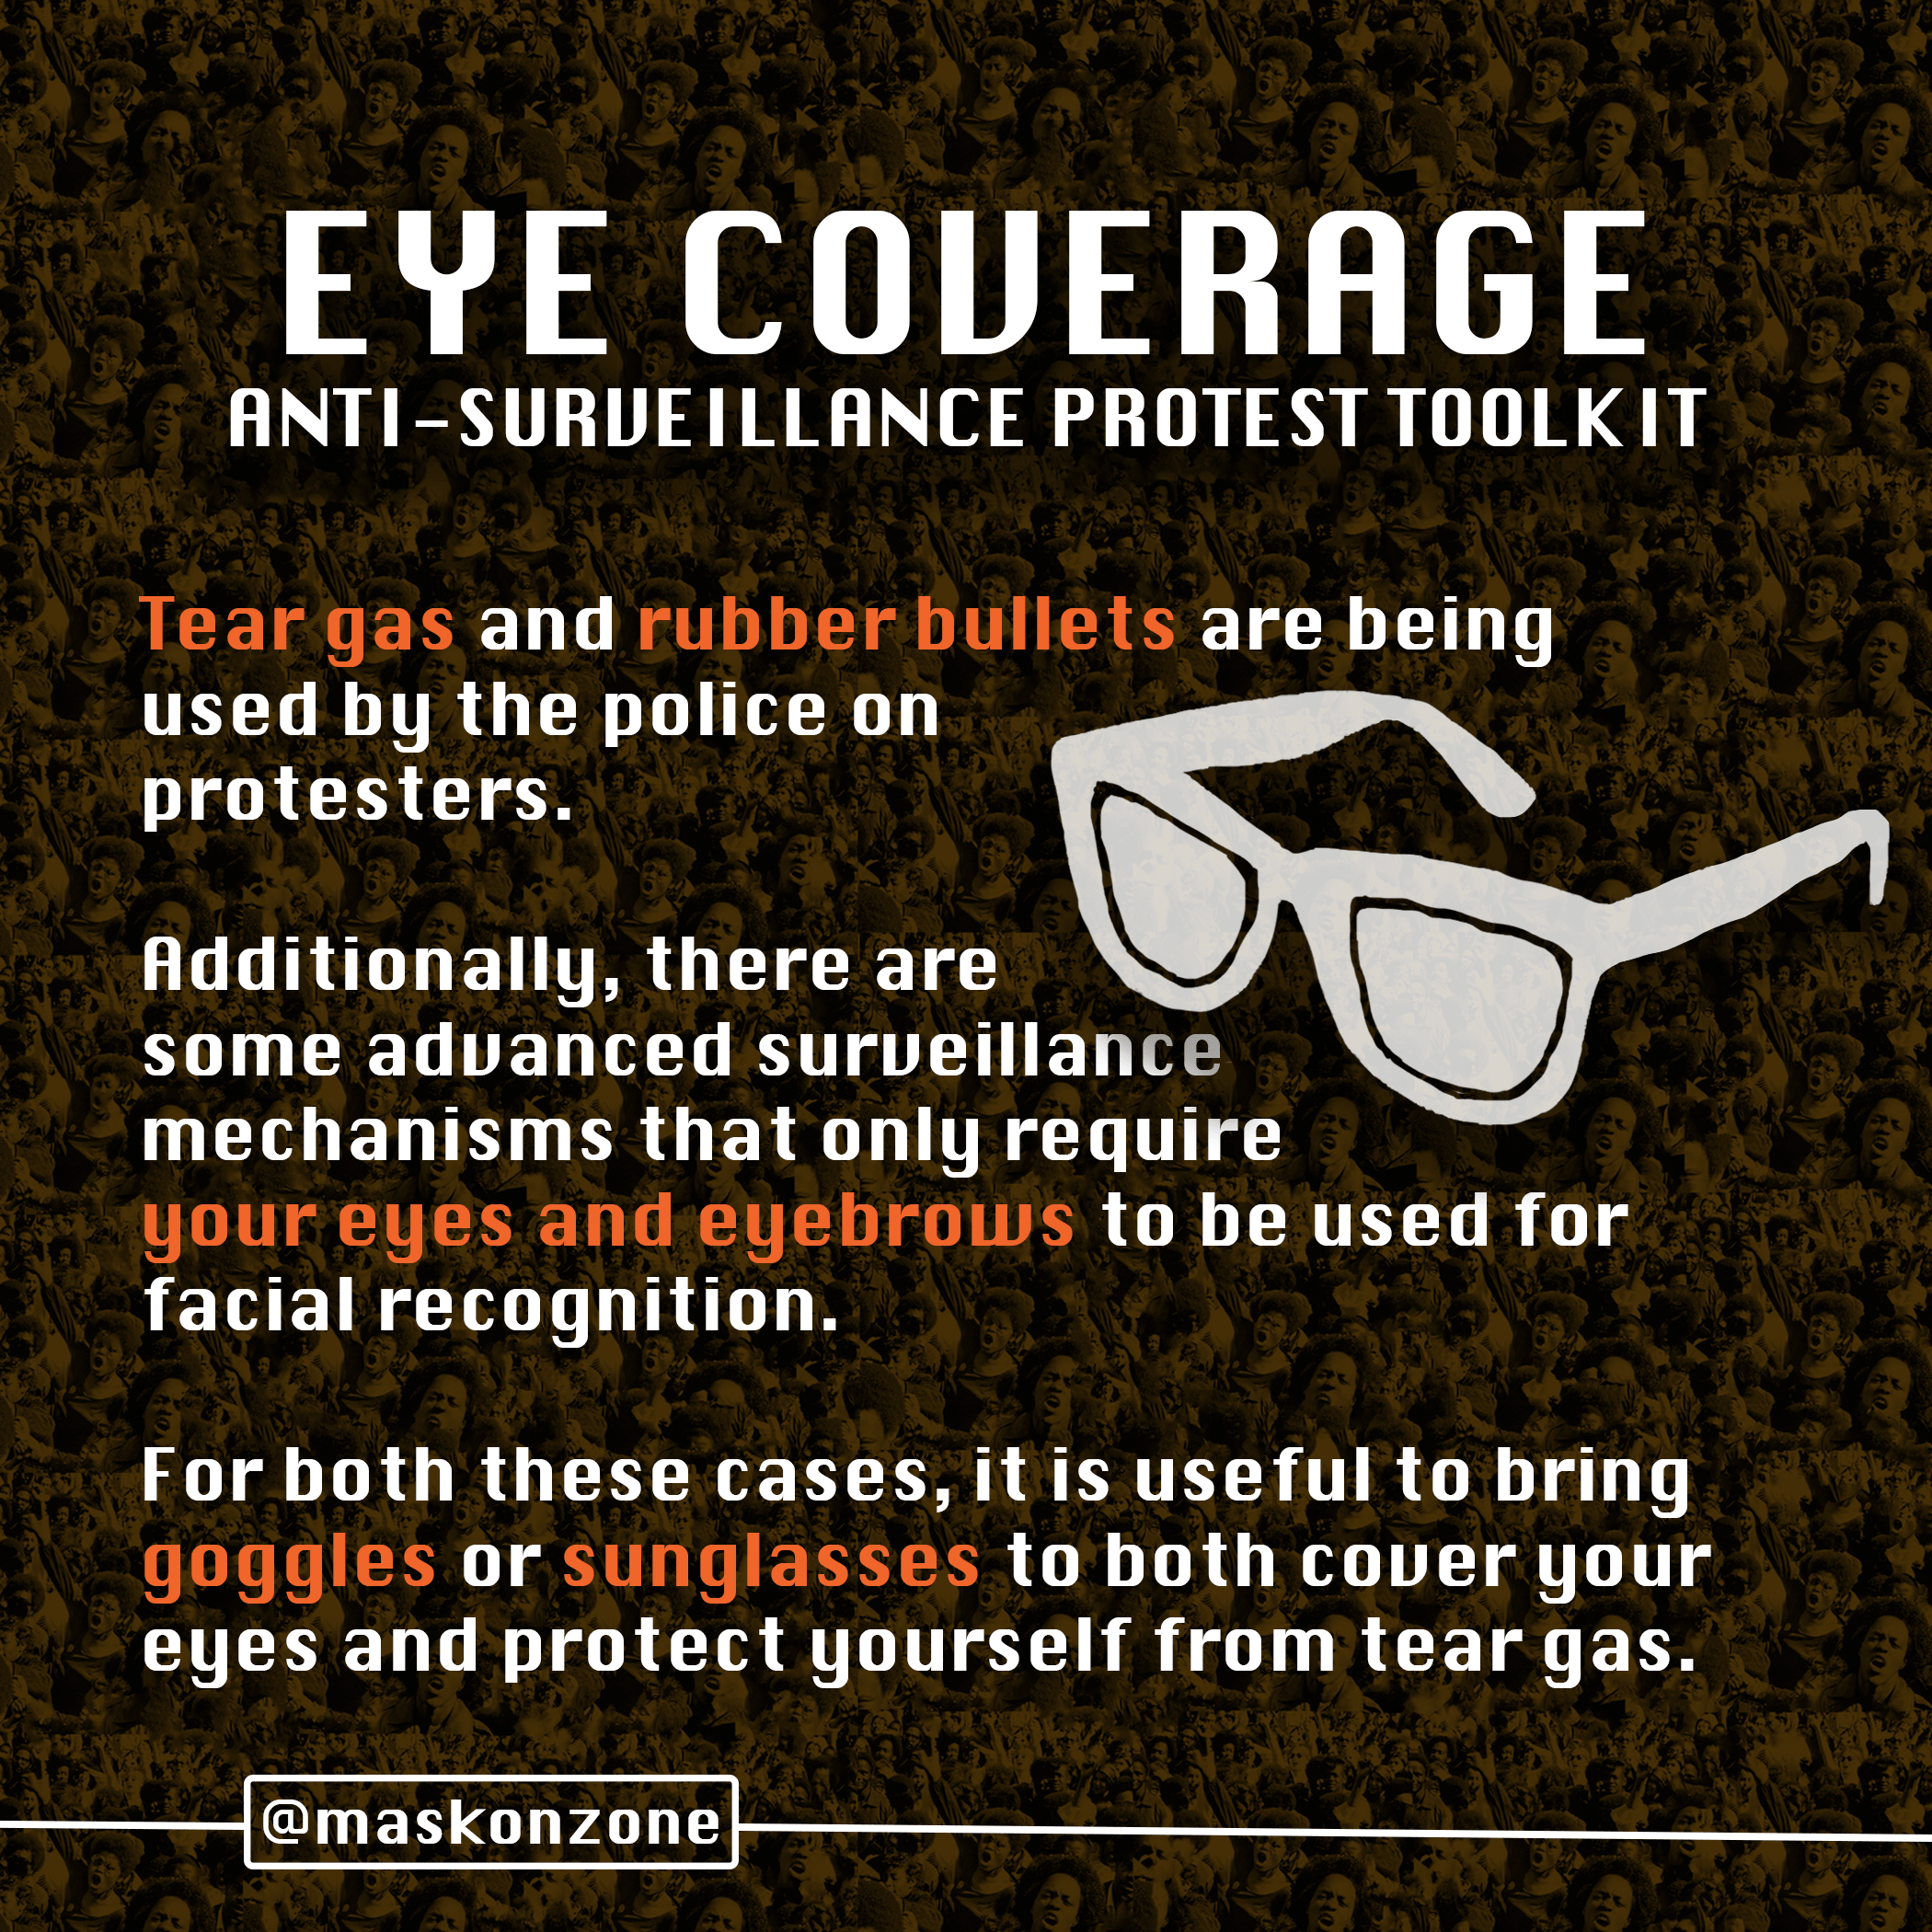 EYE COVERAGE
ANTI-SURVEILLANCE PROTEST TOOLKIT
Tear gas and rubber bullets are being
used by the police on
protesters.
Additionally, there are
some advanced surveillance
mechanisms that only require
your eyes and eyebrows to be used for
facial recognition.
For both these cases, it is useful to bring
goggles or sunglasses to both cover your
eyes and protect yourself from tear gas.
@maskonzone